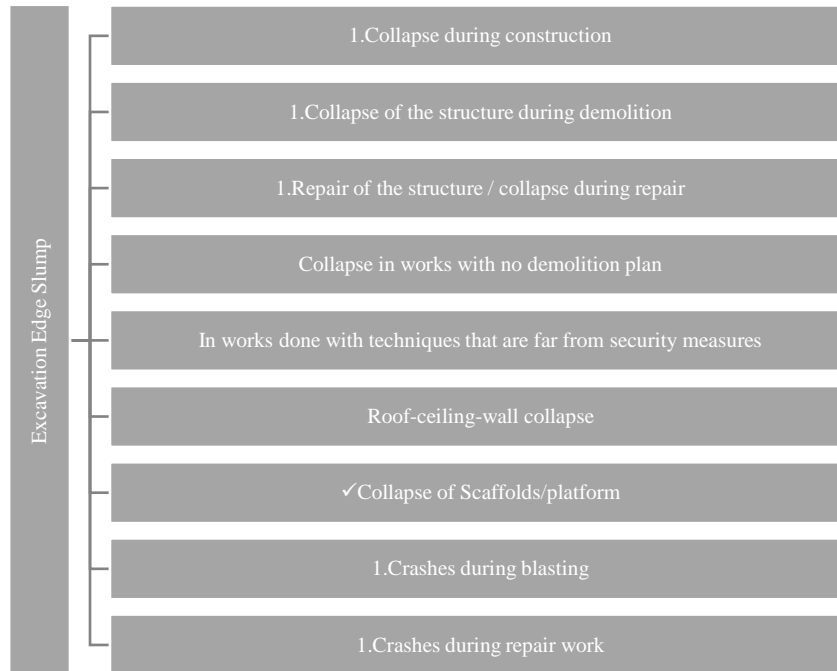 Excavation Edge Slump
1.Collapse during construction
1.Collapse of the structure during demolition
1.Repair of the structure / collapse during repair
Collapse in works with no demolition plan
In works done with techniques that are far from security measures
Roof-ceiling-wall collapse
✓Collapse of Scaffolds/platform
1.Crashes during blasting
1.Crashes during repair work